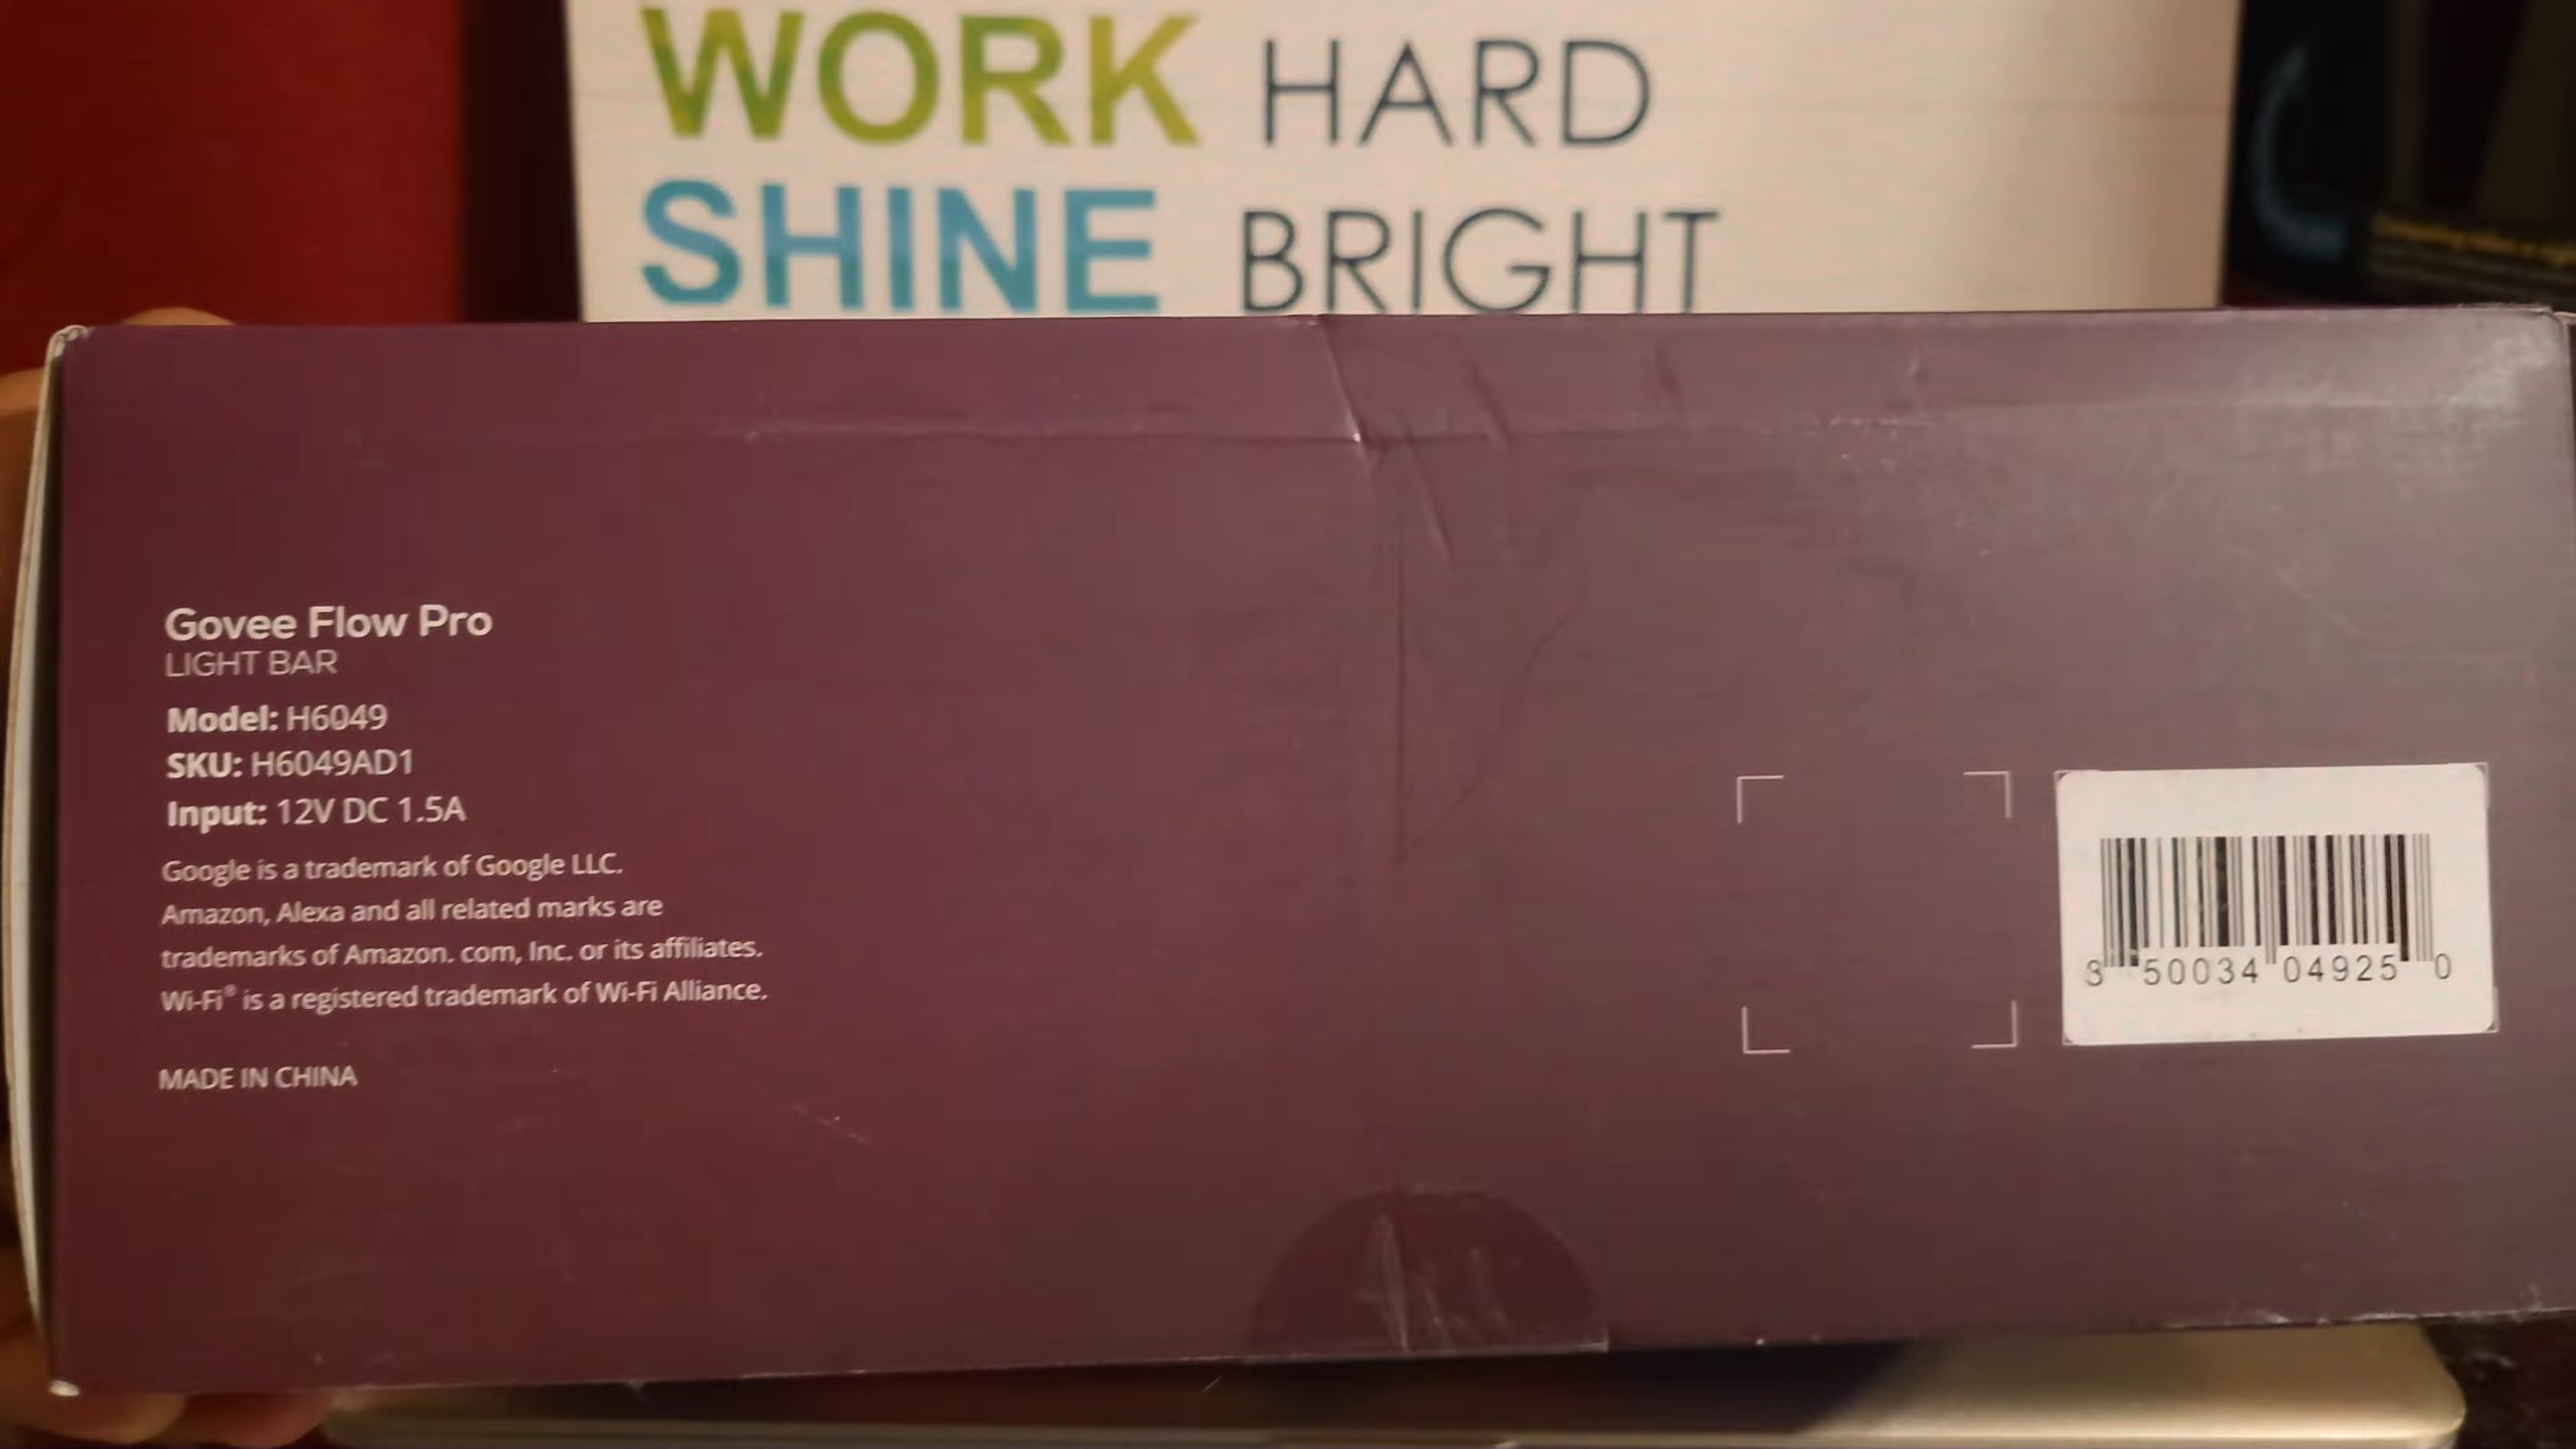 WORK HARD
SHINE BRIGHT
Govee Flow Pro
LIGHT BAR
Model: H6049
SKU: H6049AD1
Input: 12V DC 1.5A
Google is a trademark of Google LLC.
Amazon, Alexa and all related marks are
trademarks of Amazon. com, Inc. or its affiliates.
Wi-Fi® is a registered trademark of Wi-Fi Alliance.
MADE IN CHINA
3 50034 04925 0